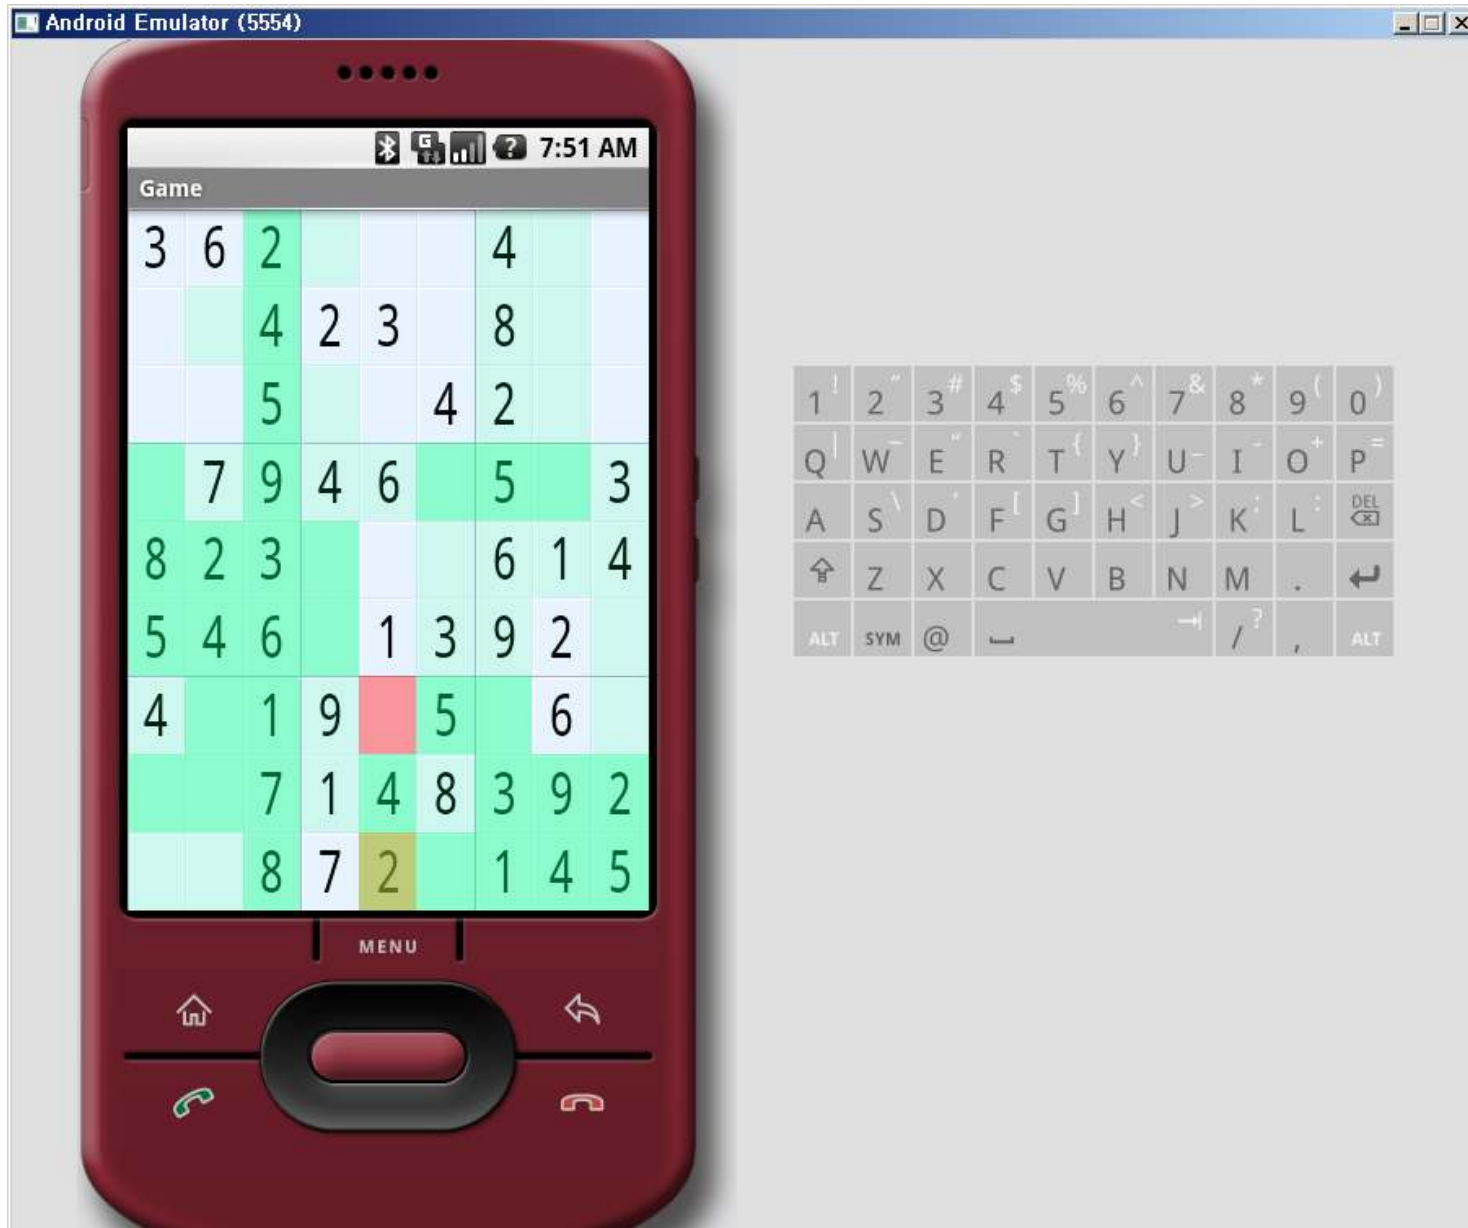 Android Emulator (5554)
G ? 7:51 AM
Game
3 6 2 4
4 2 3 8
5 4 2
7 9 4 6 5 3
8 2 3 6 1 4
5 4 6 1 3 9 2
4 1 9 5 6
7 1 4 8 3 9 2
8 7 2 1 4 5
MENU
1 ! 2 " 3 # 4 $ 5 % 6 ^ 7 & 8 * 9 ( 0 )
Q | W ~ E " R ` T { Y } U _ I - O + P =
A S \ D ' F [ G ] H < J > K ; L : DEL
Z X C V B N M .
ALT SYM @ / ? , ALT